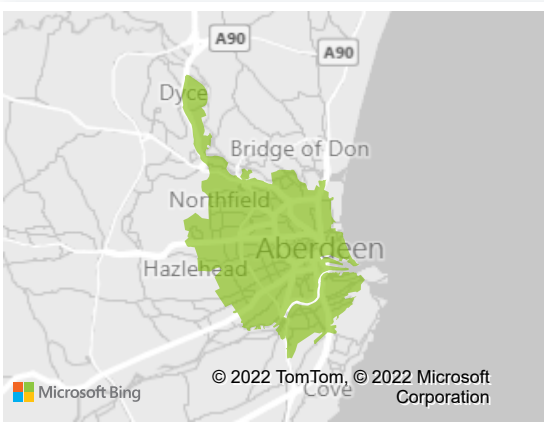 A90
A90
Dyce
Bridge of Don
Northfield
Aberdeen
Hazlehead
© 2022 TomTom, © 2022 Microsoft
Corporation
Microsoft Bing
Cove